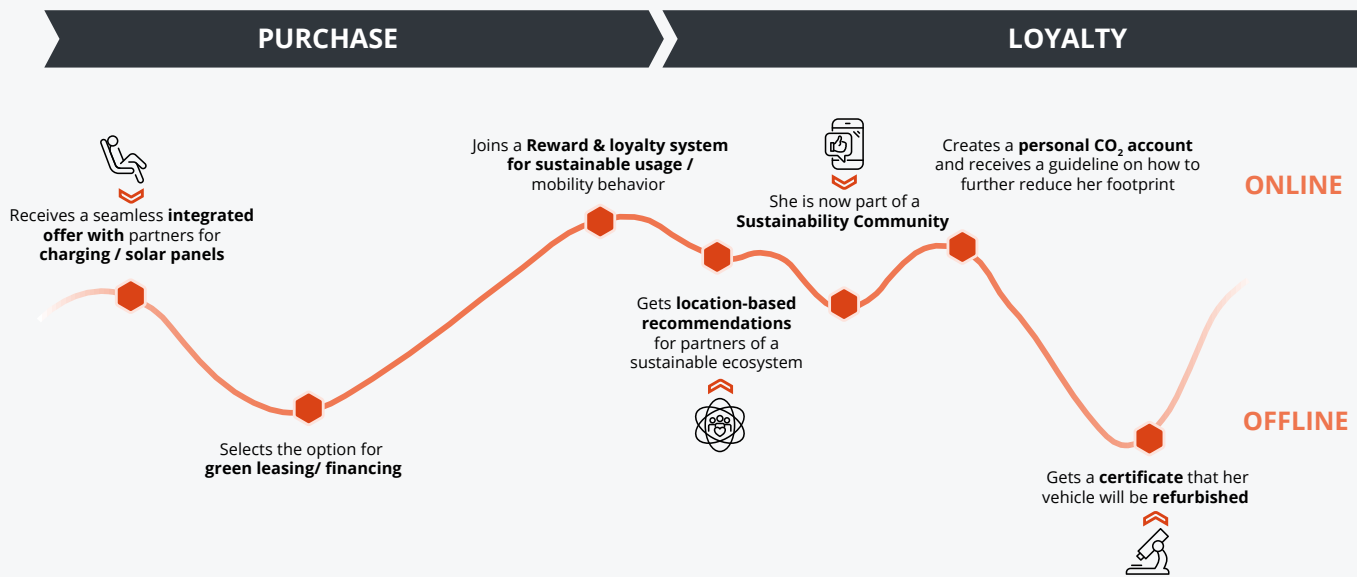 PURCHASE
LOYALTY
Receives a seamless integrated
offer with partners for
charging / solar panels
Selects the option for
green leasing/ financing
Joins a Reward & loyalty system
for sustainable usage /
mobility behavior
Gets location-based
recommendations
for partners of a
sustainable ecosystem
She is now part of a
Sustainability Community
Creates a personal CO₂ account
and receives a guideline on how to
further reduce her footprint
Gets a certificate that her
vehicle will be refurbished
ONLINE
OFFLINE